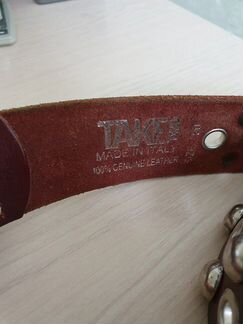 TAKE
MADE IN ITALY
100% GENUINE LEATHER